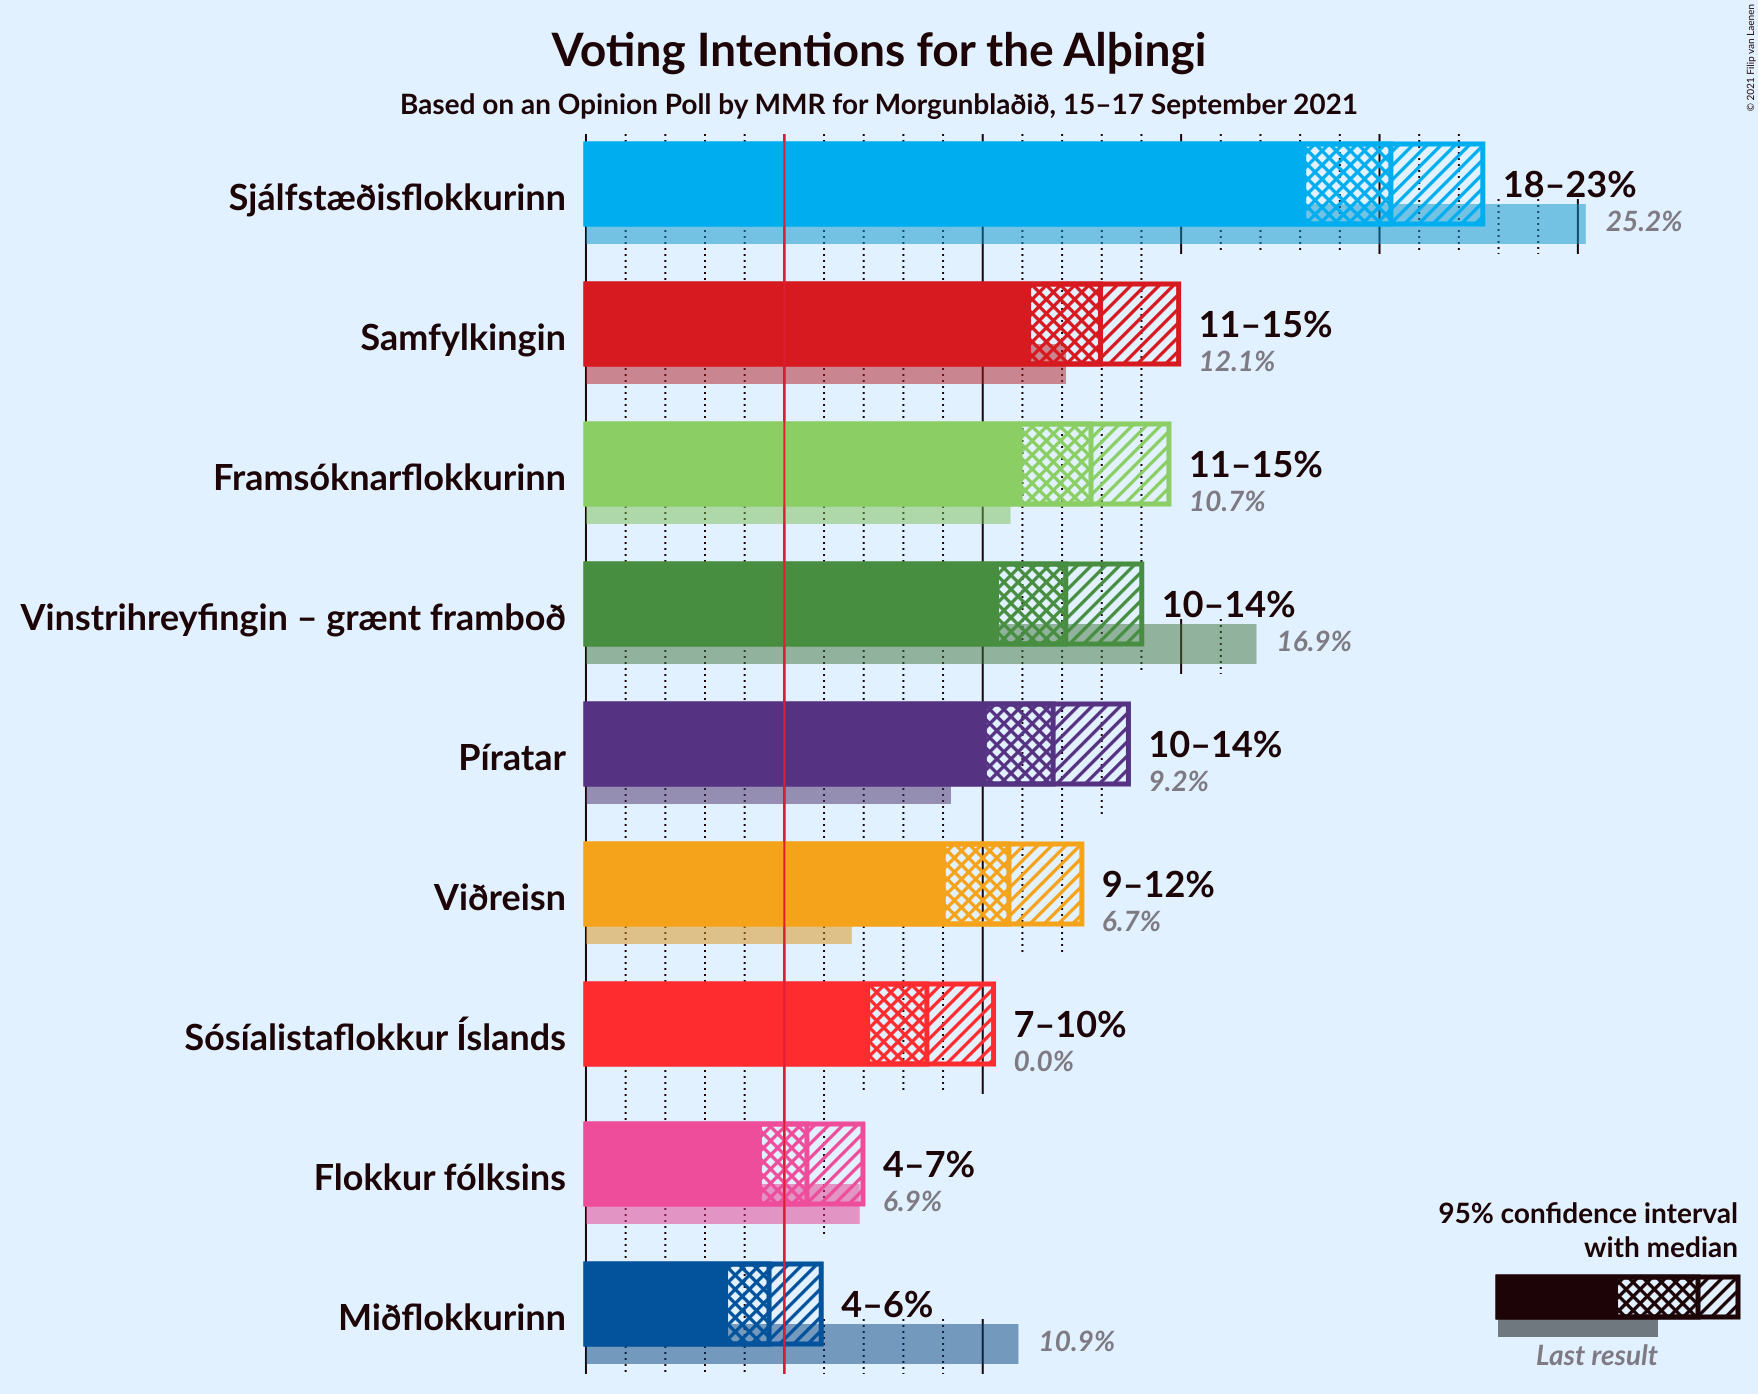 Voting Intentions for the Alþingi
Based on an Opinion Poll by MMR for Morgunblaðið, 15–17 September 2021
© 2021 Filip van Laenen
Sjálfstæðisflokkurinn
18–23%
25.2%
Samfylkingin
11–15%
12.1%
Framsóknarflokkurinn
11–15%
10.7%
Vinstrihreyfingin – grænt framboð
10–14%
16.9%
Píratar
10–14%
9.2%
Viðreisn
9–12%
6.7%
Sósíalistaflokkur Íslands
7–10%
0.0%
Flokkur fólksins
4–7%
6.9%
Miðflokkurinn
4–6%
10.9%
95% confidence interval
with median
Last result